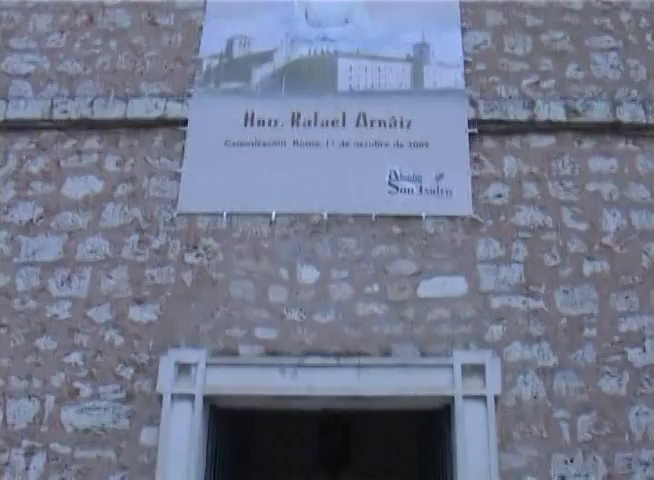 Hno. Rafael Arnáiz
Canonización. Roma, 11 de octubre de 2009
Abadía
San Isidro